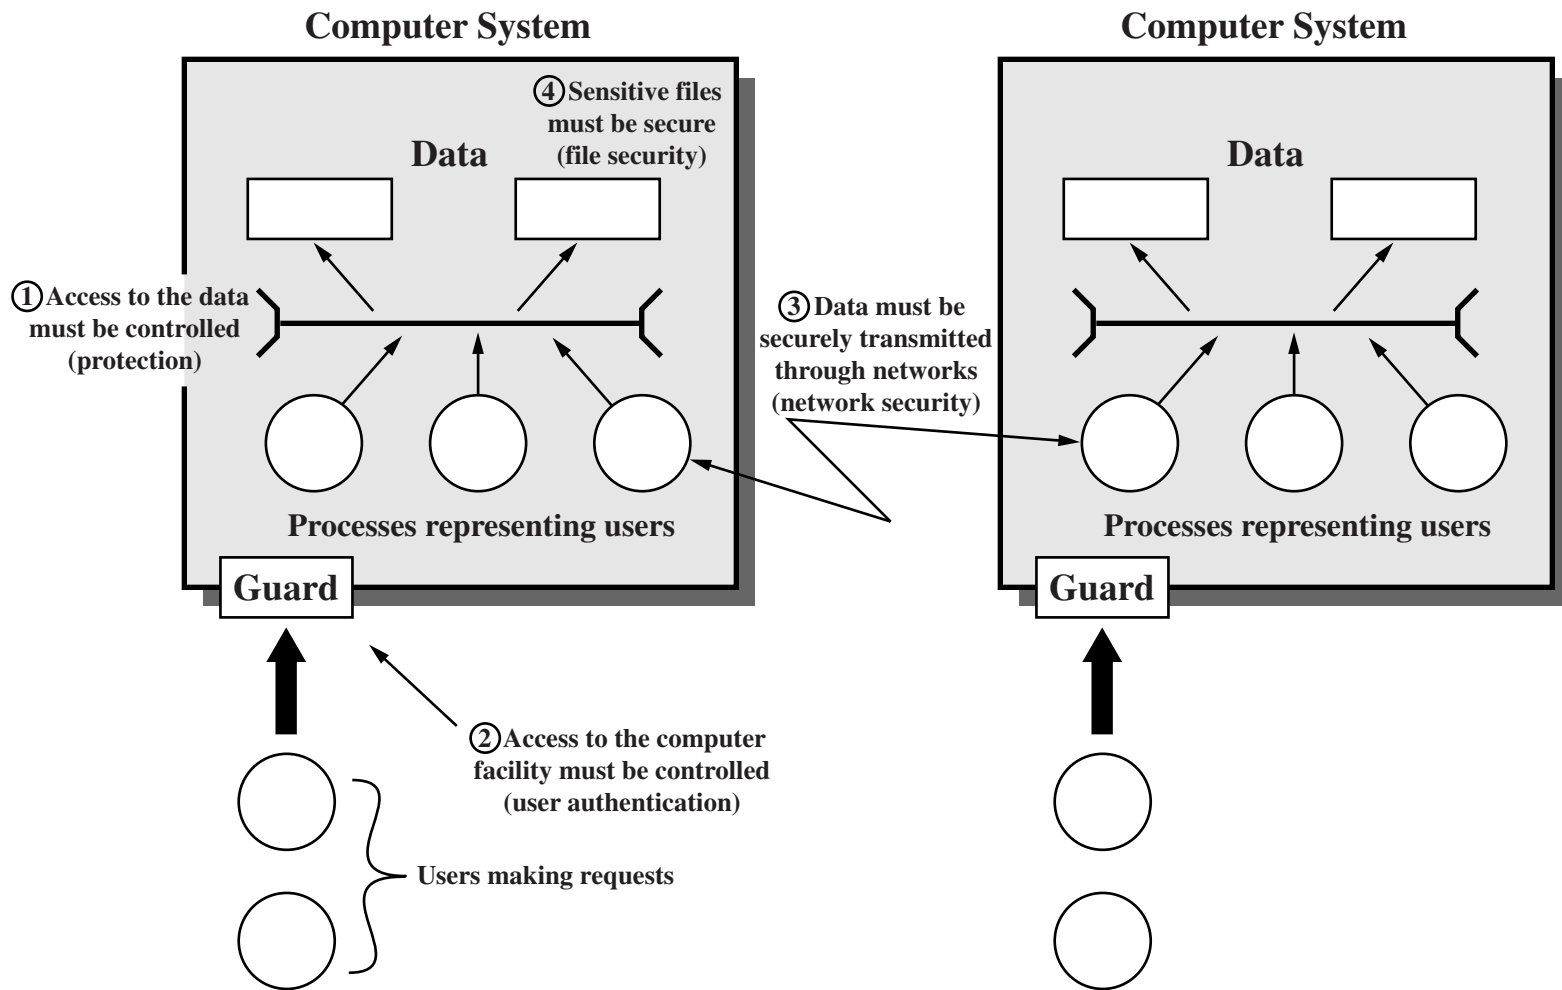 Computer System
Computer System
④ Sensitive files
must be secure
(file security)
Data
Data
① Access to the data
must be controlled
(protection)
③ Data must be
securely transmitted
through networks
(network security)
Processes representing users
Processes representing users
Guard
Guard
② Access to the computer
facility must be controlled
(user authentication)
Users making requests